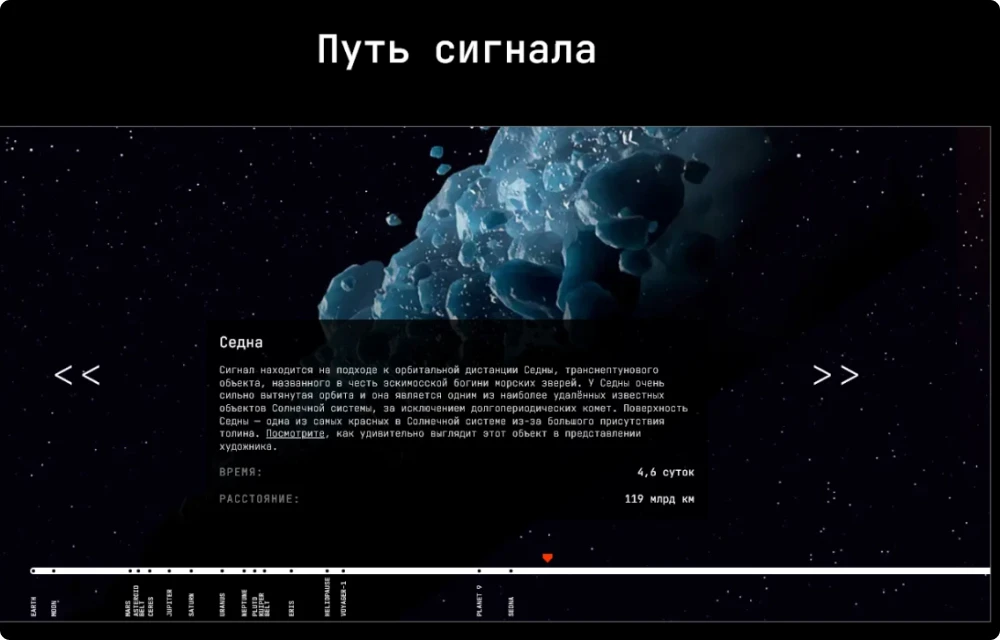 Путь сигнала
Седна
Сигнал находится на подходе к орбитальной дистанции Седны, транснептунового
объекта, названного в честь эскимосской богини морских зверей. У Седны очень
сильно вытянутая орбита и она является одним из наиболее удалённых известных
объектов Солнечной системы, за исключением долгопериодических комет. Поверхность
Седны — одна из самых красных в Солнечной системе из-за большого присутствия
толина. Посмотрите, как удивительно выглядит этот объект в представлении
художника.
<< >>
ВРЕМЯ: 4,6 суток
РАССТОЯНИЕ: 119 млрд км
EARTH
MOON
MARS
ASTEROID
BELT
CERES
JUPITER
SATURN
URANUS
NEPTUNE
PLUTO
KUIPER
BELT
ERIS
HELIOPAUSE
VOYAGER-1
PLANET 9
SEDNA